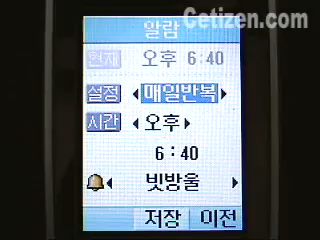 Cetizen.com
알람
현재 오후 6:40
설정 매일반복
시간 오후
6:40
빗방울
저장 이전